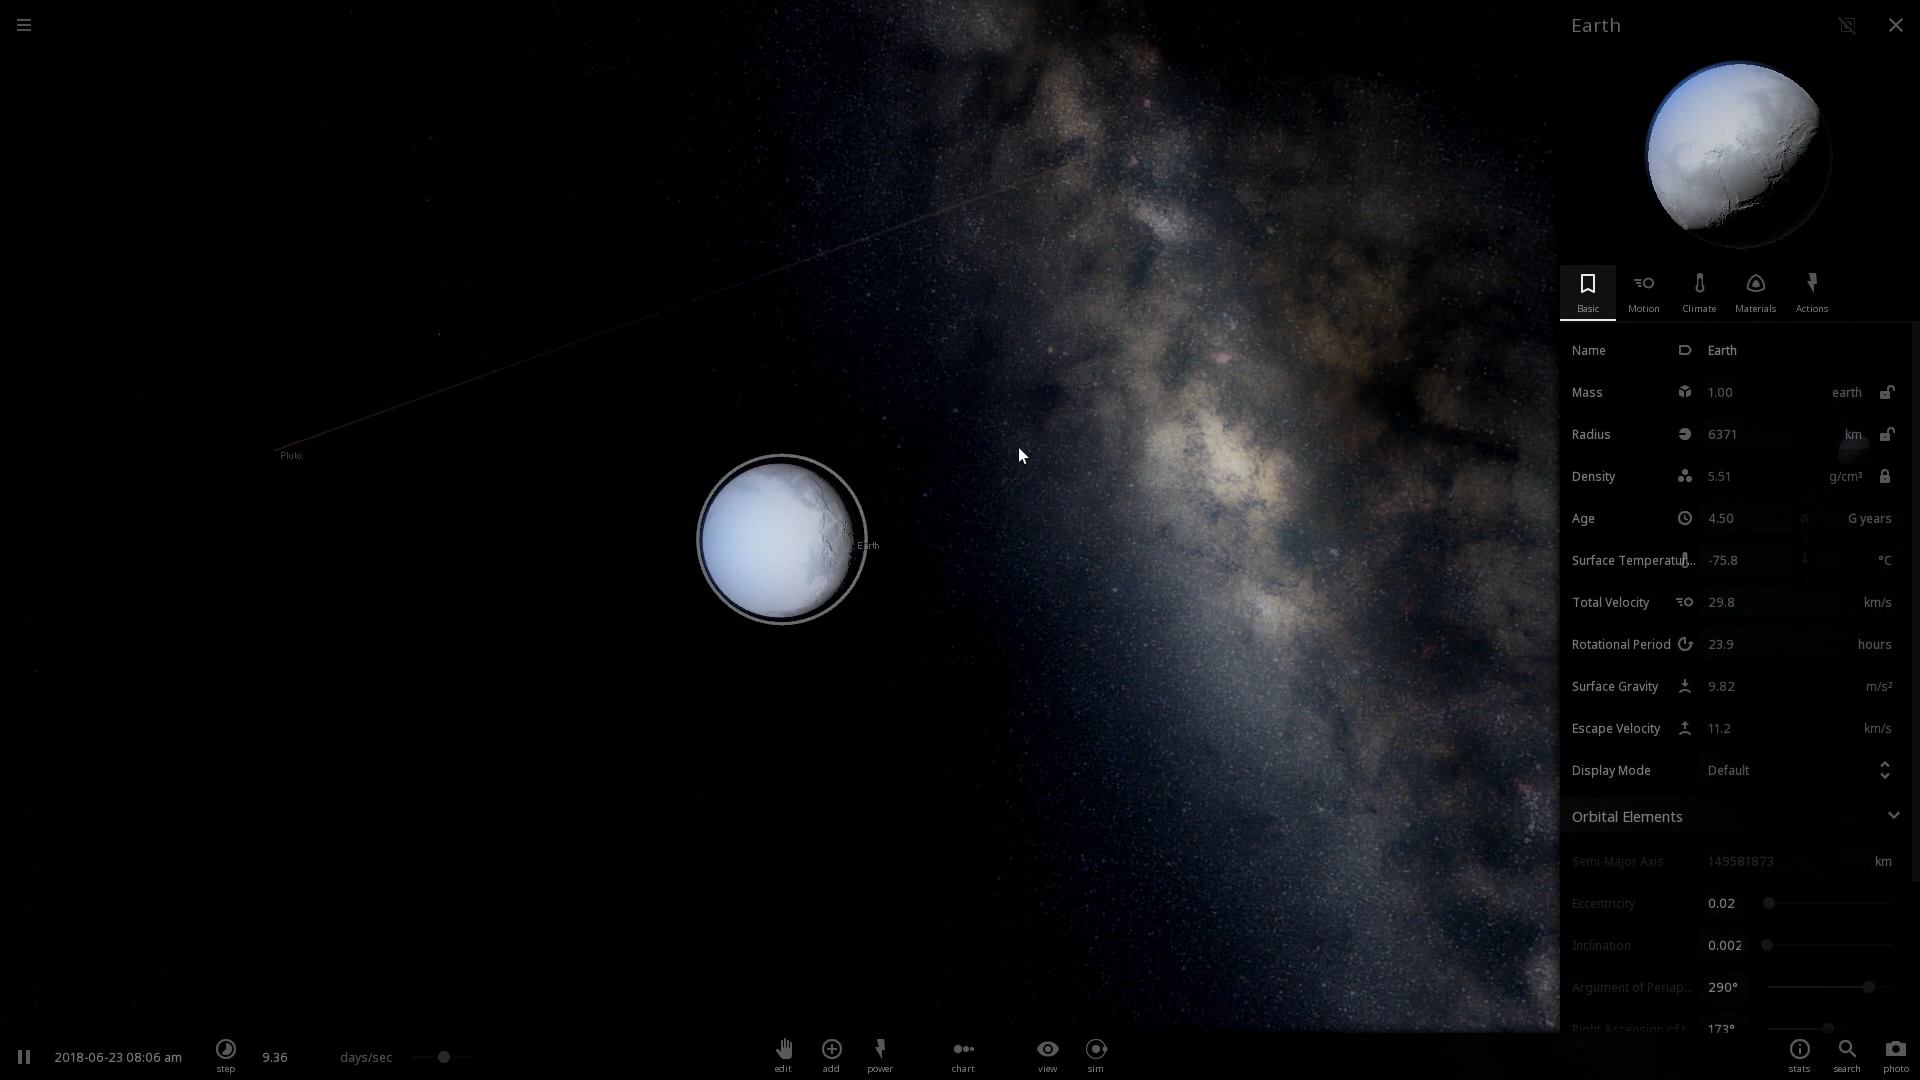 Earth
Pluto
Earth
Basic
Motion
Climate
Materials
Actions
Name Earth
Mass 1.00 earth
Radius 6371 km
Density 5.51 g/cm³
Age 4.50 G years
Surface Temperatur... -75.8 °C
Total Velocity 29.8 km/s
Rotational Period 23.9 hours
Surface Gravity 9.82 m/s²
Escape Velocity 11.2 km/s
Display Mode Default
Orbital Elements
Semi-Major Axis 149581873 km
Eccentricity 0.02
Inclination 0.002
Argument of Periap... 290°
Right Ascension of t... 173°
2018-06-23 08:06 am
step
9.36 days/sec
edit
add
power
chart
view
sim
stats
search
photo